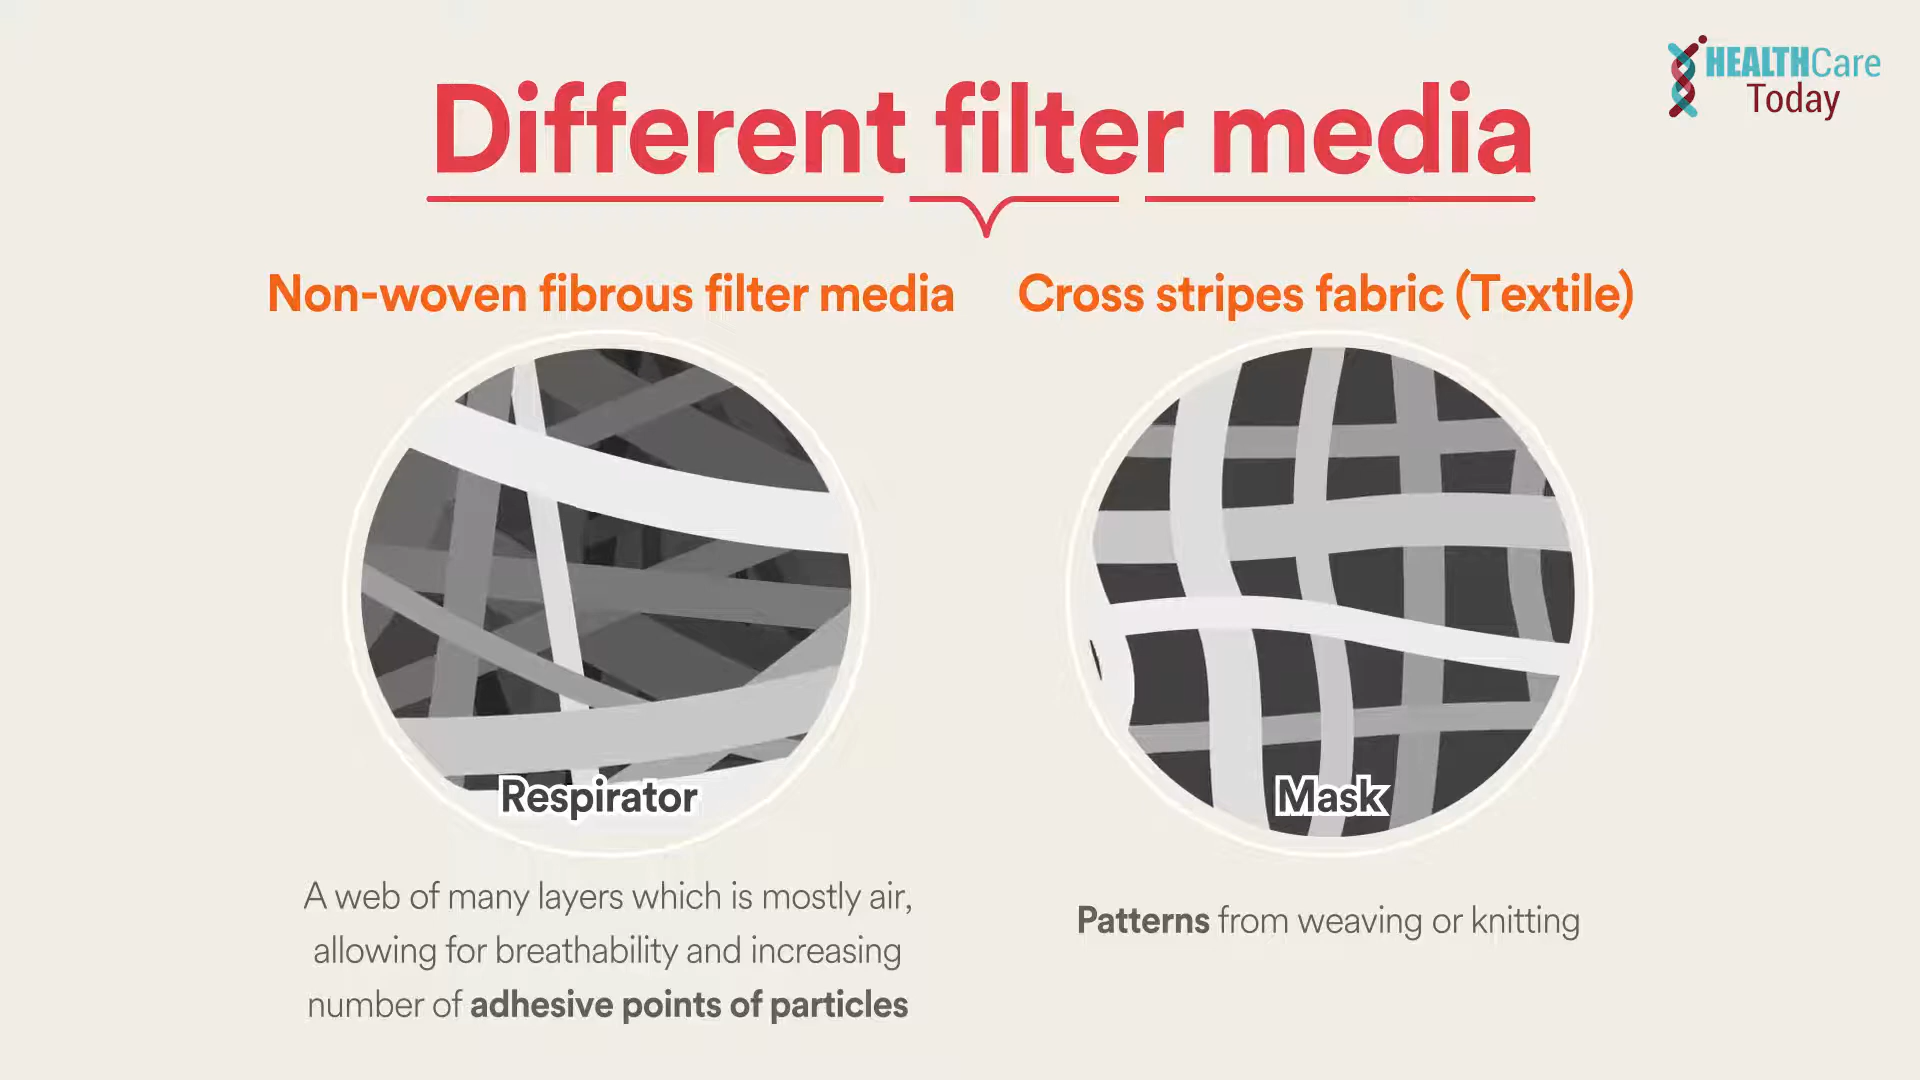 HEALTHCare
Today
Different filter media
Non-woven fibrous filter media
Cross stripes fabric (Textile)
Respirator
Mask
A web of many layers which is mostly air,
allowing for breathability and increasing
number of adhesive points of particles
Patterns from weaving or knitting